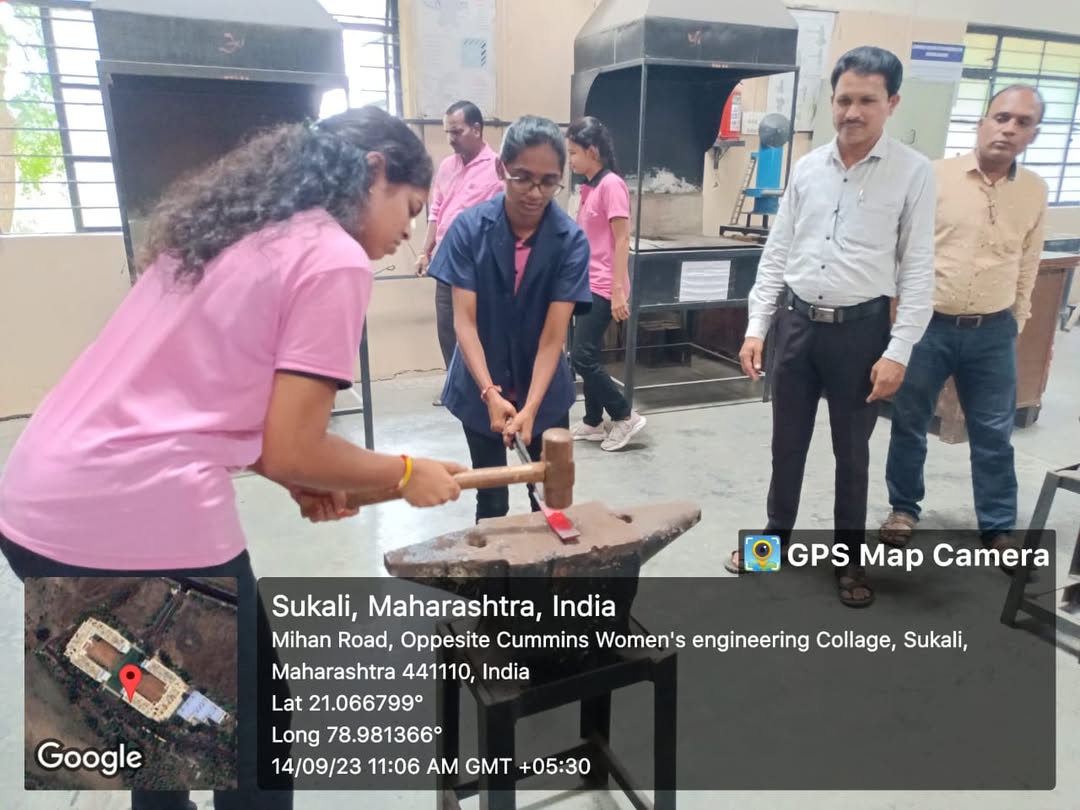 GPS Map Camera
Sukali, Maharashtra, India
Mihan Road, Oppesite Cummins Women's engineering Collage, Sukali,
Maharashtra 441110, India
Lat 21.066799°
Long 78.981366°
14/09/23 11:06 AM GMT +05:30
Google